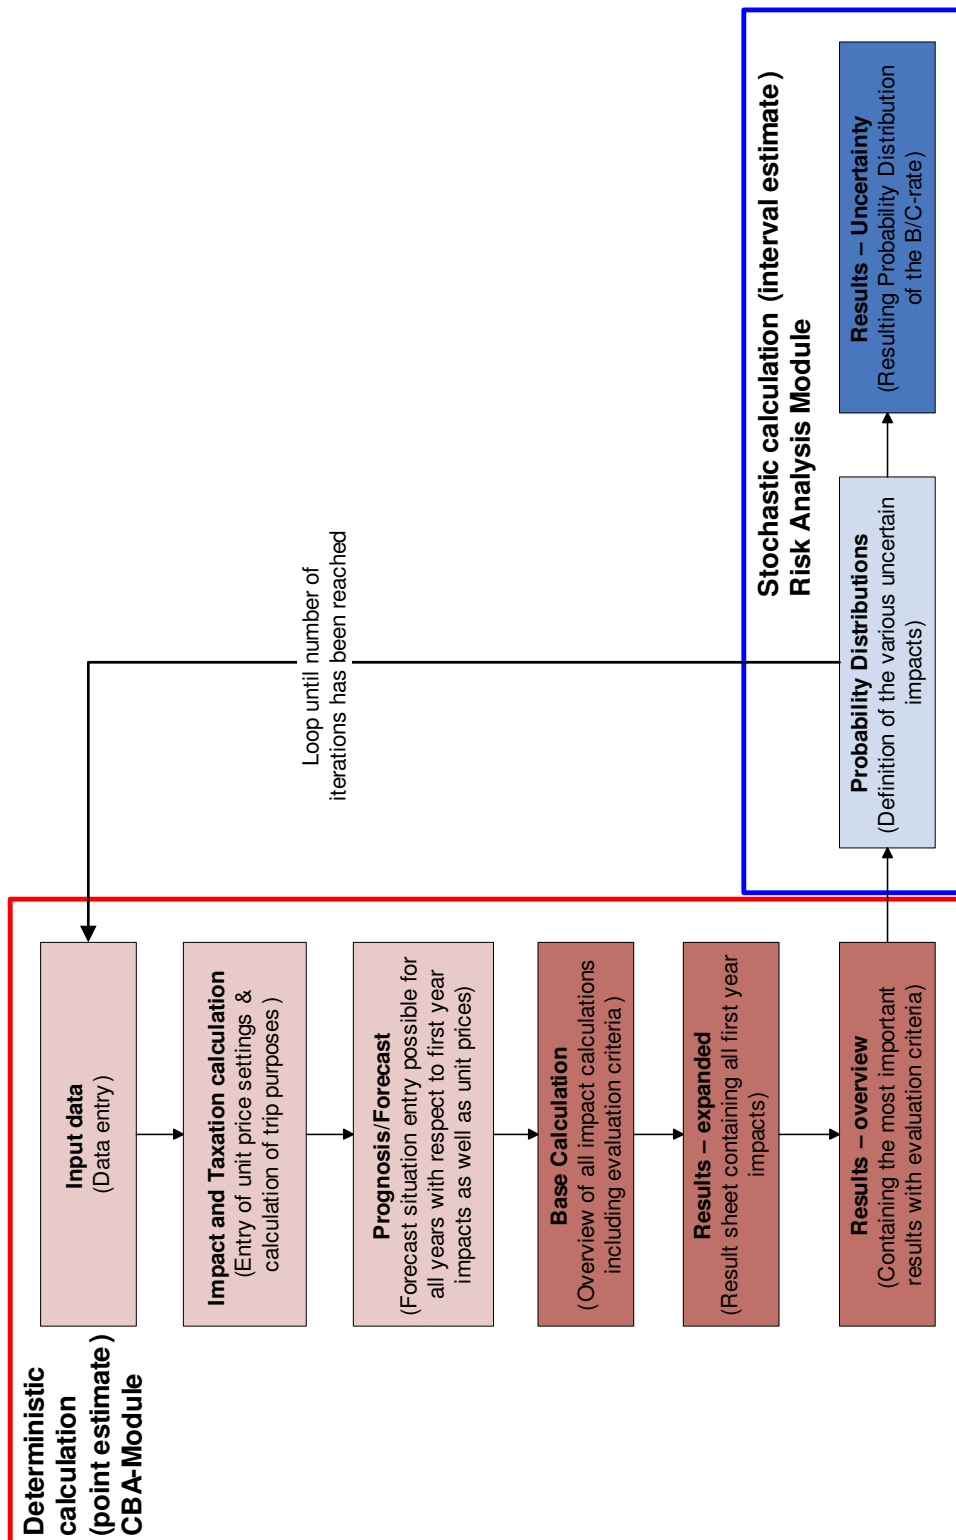 Deterministic
calculation
(point estimate)
CBA-Module
Input data
(Data entry)
Impact and Taxation calculation
(Entry of unit price settings &
calculation of trip purposes)
Prognosis/Forecast
(Forecast situation entry possible for
all years with respect to first year
impacts as well as unit prices)
Base Calculation
(Overview of all impact calculations
including evaluation criteria)
Results – expanded
(Result sheet containing all first year
impacts)
Results – overview
(Containing the most important
results with evaluation criteria)
Loop until number of
iterations has been reached
Stochastic calculation (interval estimate)
Risk Analysis Module
Probability Distributions
(Definition of the various uncertain
impacts)
Results – Uncertainty
(Resulting Probability Distribution
of the B/C-rate)